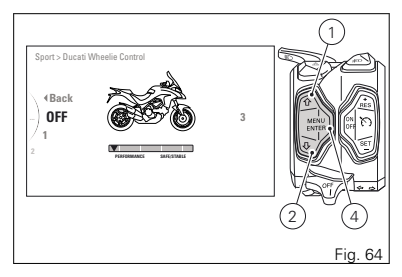 Sport > Ducati Wheelie Control
Back
OFF
1
2
3
PERFORMANCE SAFE/STABLE
1
MENU
ENTER
RES
ON
OFF
SET
OFF
2
4
Fig. 64